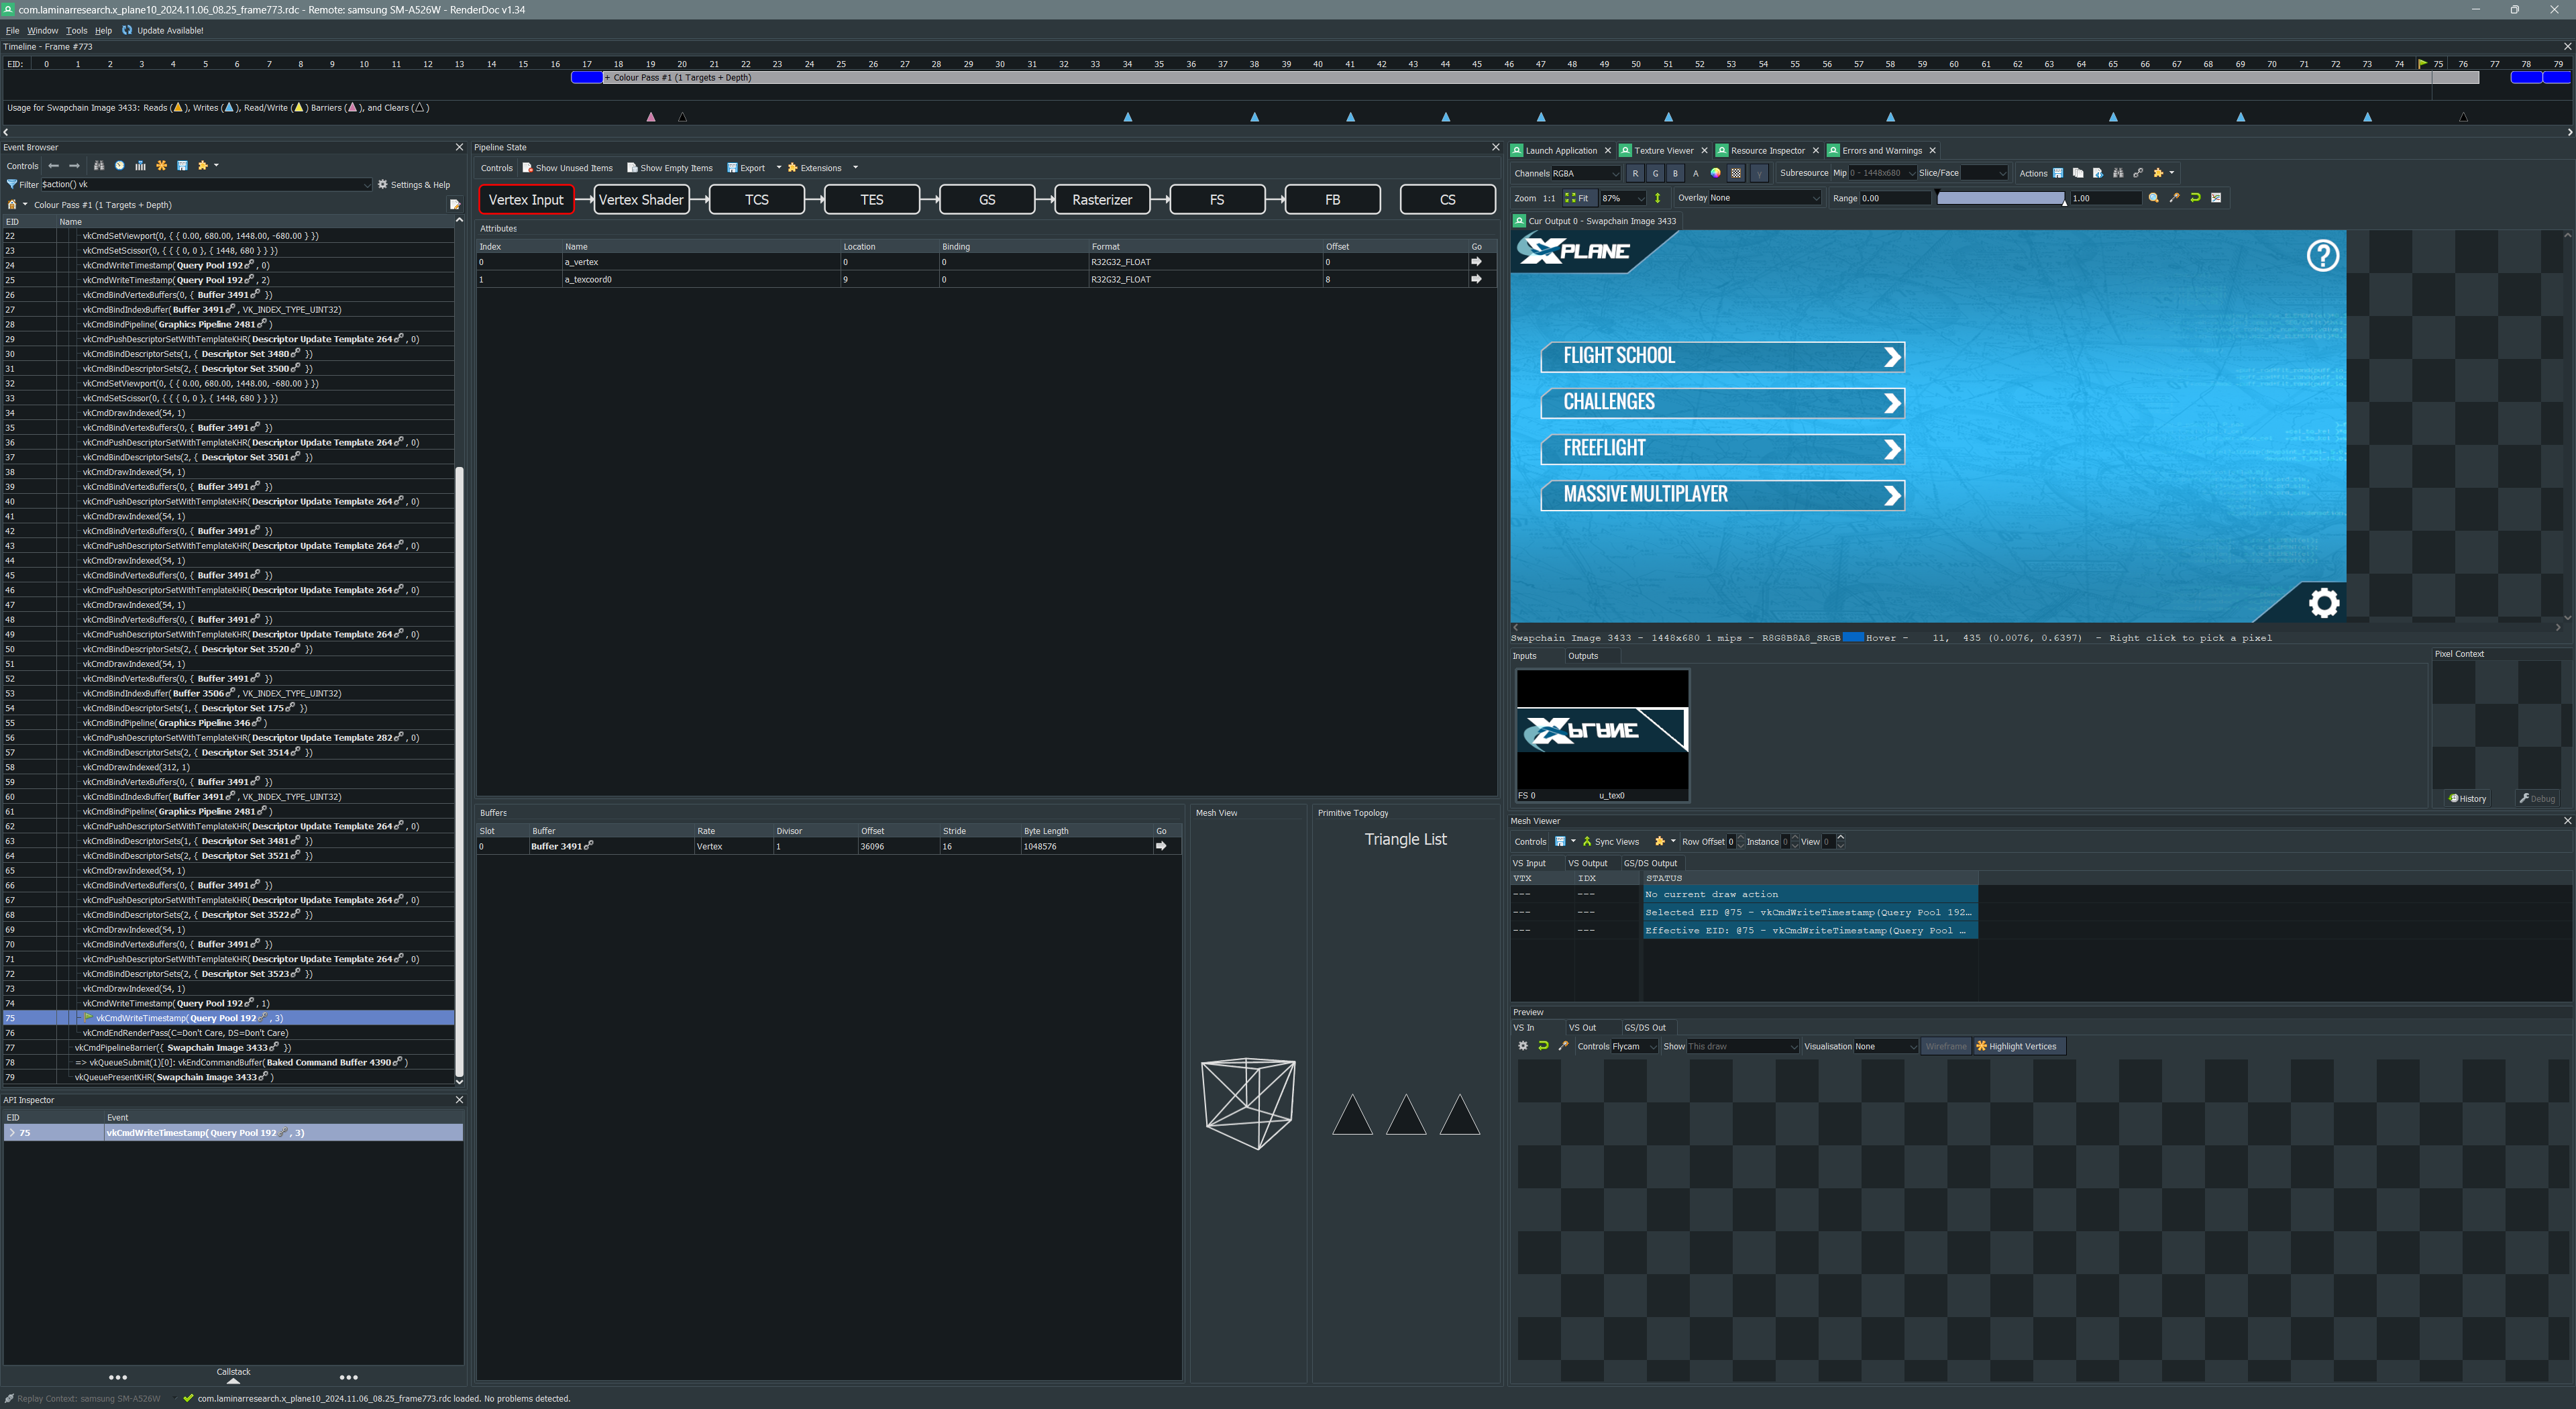 com.laminarresearch.x_plane10_2024.11.06_08.25_frame773.rdc - Remote: samsung SM-A526W - RenderDoc v1.34
File Window Tools Help Update Available!
Timeline - Frame #773
EID: 0 1 2 3 4 5 6 7 8 9 10 11 12 13 14 15 16 17 18 19 20 21 22 23 24 25 26 27 28 29 30 31 32 33 34 35 36 37 38 39 40 41 42 43 44 45 46 47 48 49 50 51 52 53 54 55 56 57 58 59 60 61 62 63 64 65 66 67 68 69 70 71 72 73 74 75 76 77 78 79
+ Colour Pass #1 (1 Targets + Depth)
Usage for Swapchain Image 3433: Reads ( ), Writes ( ), Read/Write ( ) Barriers ( ), and Clears ( )
Event Browser
Controls
Filter $action() vk Settings & Help
Colour Pass #1 (1 Targets + Depth)
EID Name
22 vkCmdSetViewport(0, { { 0.00, 680.00, 1448.00, -680.00 } })
23 vkCmdSetScissor(0, { { { 0, 0 }, { 1448, 680 } } })
24 vkCmdWriteTimestamp( Query Pool 192 , 0)
25 vkCmdWriteTimestamp( Query Pool 192 , 2)
26 vkCmdBindVertexBuffers(0, { Buffer 3491 })
27 vkCmdBindIndexBuffer( Buffer 3491 , VK_INDEX_TYPE_UINT32)
28 vkCmdBindPipeline( Graphics Pipeline 2481 )
29 vkCmdPushDescriptorSetWithTemplateKHR( Descriptor Update Template 264 , 0)
30 vkCmdBindDescriptorSets(1, { Descriptor Set 3480 })
31 vkCmdBindDescriptorSets(2, { Descriptor Set 3500 })
32 vkCmdSetViewport(0, { { 0.00, 680.00, 1448.00, -680.00 } })
33 vkCmdSetScissor(0, { { { 0, 0 }, { 1448, 680 } } })
34 vkCmdDrawIndexed(54, 1)
35 vkCmdBindVertexBuffers(0, { Buffer 3491 })
36 vkCmdPushDescriptorSetWithTemplateKHR( Descriptor Update Template 264 , 0)
37 vkCmdBindDescriptorSets(2, { Descriptor Set 3501 })
38 vkCmdDrawIndexed(54, 1)
39 vkCmdBindVertexBuffers(0, { Buffer 3491 })
40 vkCmdPushDescriptorSetWithTemplateKHR( Descriptor Update Template 264 , 0)
41 vkCmdDrawIndexed(54, 1)
42 vkCmdBindVertexBuffers(0, { Buffer 3491 })
43 vkCmdPushDescriptorSetWithTemplateKHR( Descriptor Update Template 264 , 0)
44 vkCmdDrawIndexed(54, 1)
45 vkCmdBindVertexBuffers(0, { Buffer 3491 })
46 vkCmdPushDescriptorSetWithTemplateKHR( Descriptor Update Template 264 , 0)
47 vkCmdDrawIndexed(54, 1)
48 vkCmdBindVertexBuffers(0, { Buffer 3491 })
49 vkCmdPushDescriptorSetWithTemplateKHR( Descriptor Update Template 264 , 0)
50 vkCmdBindDescriptorSets(2, { Descriptor Set 3520 })
51 vkCmdDrawIndexed(54, 1)
52 vkCmdBindVertexBuffers(0, { Buffer 3491 })
53 vkCmdBindIndexBuffer( Buffer 3506 , VK_INDEX_TYPE_UINT32)
54 vkCmdBindDescriptorSets(1, { Descriptor Set 175 })
55 vkCmdBindPipeline( Graphics Pipeline 346 )
56 vkCmdPushDescriptorSetWithTemplateKHR( Descriptor Update Template 282 , 0)
57 vkCmdBindDescriptorSets(2, { Descriptor Set 3514 })
58 vkCmdDrawIndexed(312, 1)
59 vkCmdBindVertexBuffers(0, { Buffer 3491 })
60 vkCmdBindIndexBuffer( Buffer 3491 , VK_INDEX_TYPE_UINT32)
61 vkCmdBindPipeline( Graphics Pipeline 2481 )
62 vkCmdPushDescriptorSetWithTemplateKHR( Descriptor Update Template 264 , 0)
63 vkCmdBindDescriptorSets(1, { Descriptor Set 3481 })
64 vkCmdBindDescriptorSets(2, { Descriptor Set 3521 })
65 vkCmdDrawIndexed(54, 1)
66 vkCmdBindVertexBuffers(0, { Buffer 3491 })
67 vkCmdPushDescriptorSetWithTemplateKHR( Descriptor Update Template 264 , 0)
68 vkCmdBindDescriptorSets(2, { Descriptor Set 3522 })
69 vkCmdDrawIndexed(54, 1)
70 vkCmdBindVertexBuffers(0, { Buffer 3491 })
71 vkCmdPushDescriptorSetWithTemplateKHR( Descriptor Update Template 264 , 0)
72 vkCmdBindDescriptorSets(2, { Descriptor Set 3523 })
73 vkCmdDrawIndexed(54, 1)
74 vkCmdWriteTimestamp( Query Pool 192 , 1)
75 vkCmdWriteTimestamp( Query Pool 192 , 3)
76 vkCmdEndRenderPass(C=Don't Care, DS=Don't Care)
77 vkCmdPipelineBarrier({ Swapchain Image 3433 })
78 => vkQueueSubmit(1)[0]: vkEndCommandBuffer( Baked Command Buffer 4390 )
79 vkQueuePresentKHR( Swapchain Image 3433 )
API Inspector
EID Event
75 vkCmdWriteTimestamp( Query Pool 192 , 3)
Callstack
Pipeline State
Controls Show Unused Items Show Empty Items Export Extensions
Vertex Input Vertex Shader TCS TES GS Rasterizer FS FB CS
Attributes
Index Name Location Binding Format Offset Go
0 a_vertex 0 0 R32G32_FLOAT 0
1 a_texcoord0 9 0 R32G32_FLOAT 8
Buffers
Slot Buffer Rate Divisor Offset Stride Byte Length Go
0 Buffer 3491 Vertex 1 36096 16 1048576
Mesh View
Primitive Topology
Triangle List
Launch Application Texture Viewer Resource Inspector Errors and Warnings
Channels RGBA R G B A γ Subresource Mip 0 - 1448x680 Slice/Face Actions
Zoom 1:1 Fit 87% Overlay None Range 0.00 1.00
Cur Output 0 - Swapchain Image 3433
X PLANE
?
FLIGHT SCHOOL
CHALLENGES
FREEFLIGHT
MASSIVE MULTIPLAYER
Swapchain Image 3433 - 1448x680 1 mips - R8G8B8A8_SRGB Hover - 11, 435 (0.0076, 0.6397) - Right click to pick a pixel
Inputs Outputs
FS 0 u_tex0
Pixel Context
History Debug
Mesh Viewer
Controls Sync Views Row Offset 0 Instance 0 View 0
VS Input VS Output GS/DS Output
VTX IDX STATUS
--- --- No current draw action
--- --- Selected EID @75 - vkCmdWriteTimestamp(Query Pool 192…
--- --- Effective EID: @75 - vkCmdWriteTimestamp(Query Pool …
Preview
VS In VS Out GS/DS Out
Controls Flycam Show This draw Visualisation None Wireframe Highlight Vertices
Replay Context: samsung SM-A526W com.laminarresearch.x_plane10_2024.11.06_08.25_frame773.rdc loaded. No problems detected.